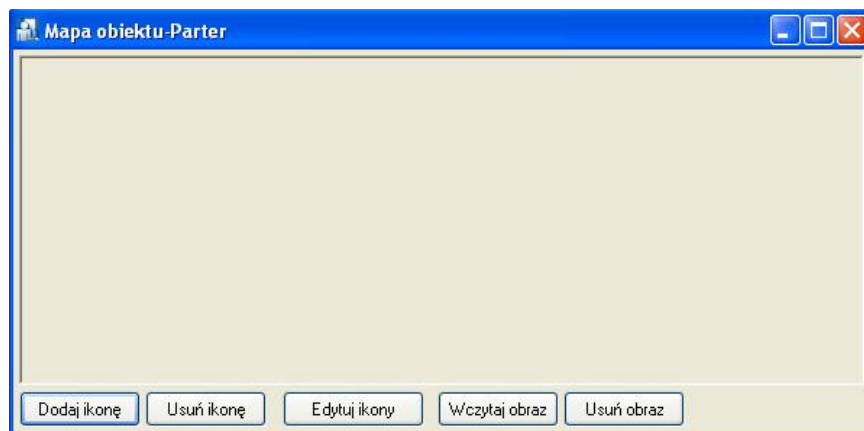 Mapa obiektu-Parter
Dodaj ikonę Usuń ikonę Edytuj ikony Wczytaj obraz Usuń obraz